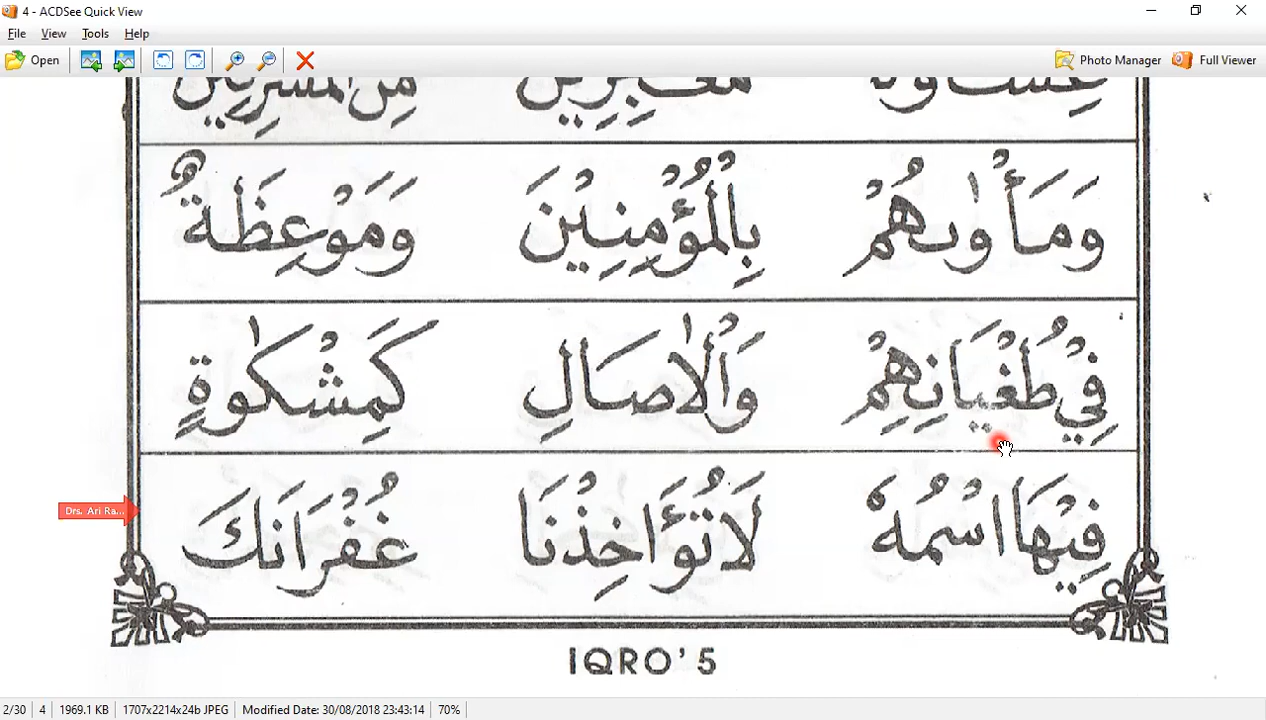 4 - ACDSee Quick View
File View Tools Help
Open Photo Manager Full Viewer
وَمَأْوٰىهُمْ بِالْمُؤْمِنِيْنَ وَمَوْعِظَةٌ
فِيْ طُغْيَانِهِمْ وَالْاٰصَالِ كَمِشْكٰوةٍ
Drs. Ari Ra...
فِيْهَا اسْمُهٗ لَا تُؤَاخِذْنَا غُفْرَانَكَ
IQRO' 5
2/30 4 1969.1 KB 1707x2214x24b JPEG Modified Date: 30/08/2018 23:43:14 70%